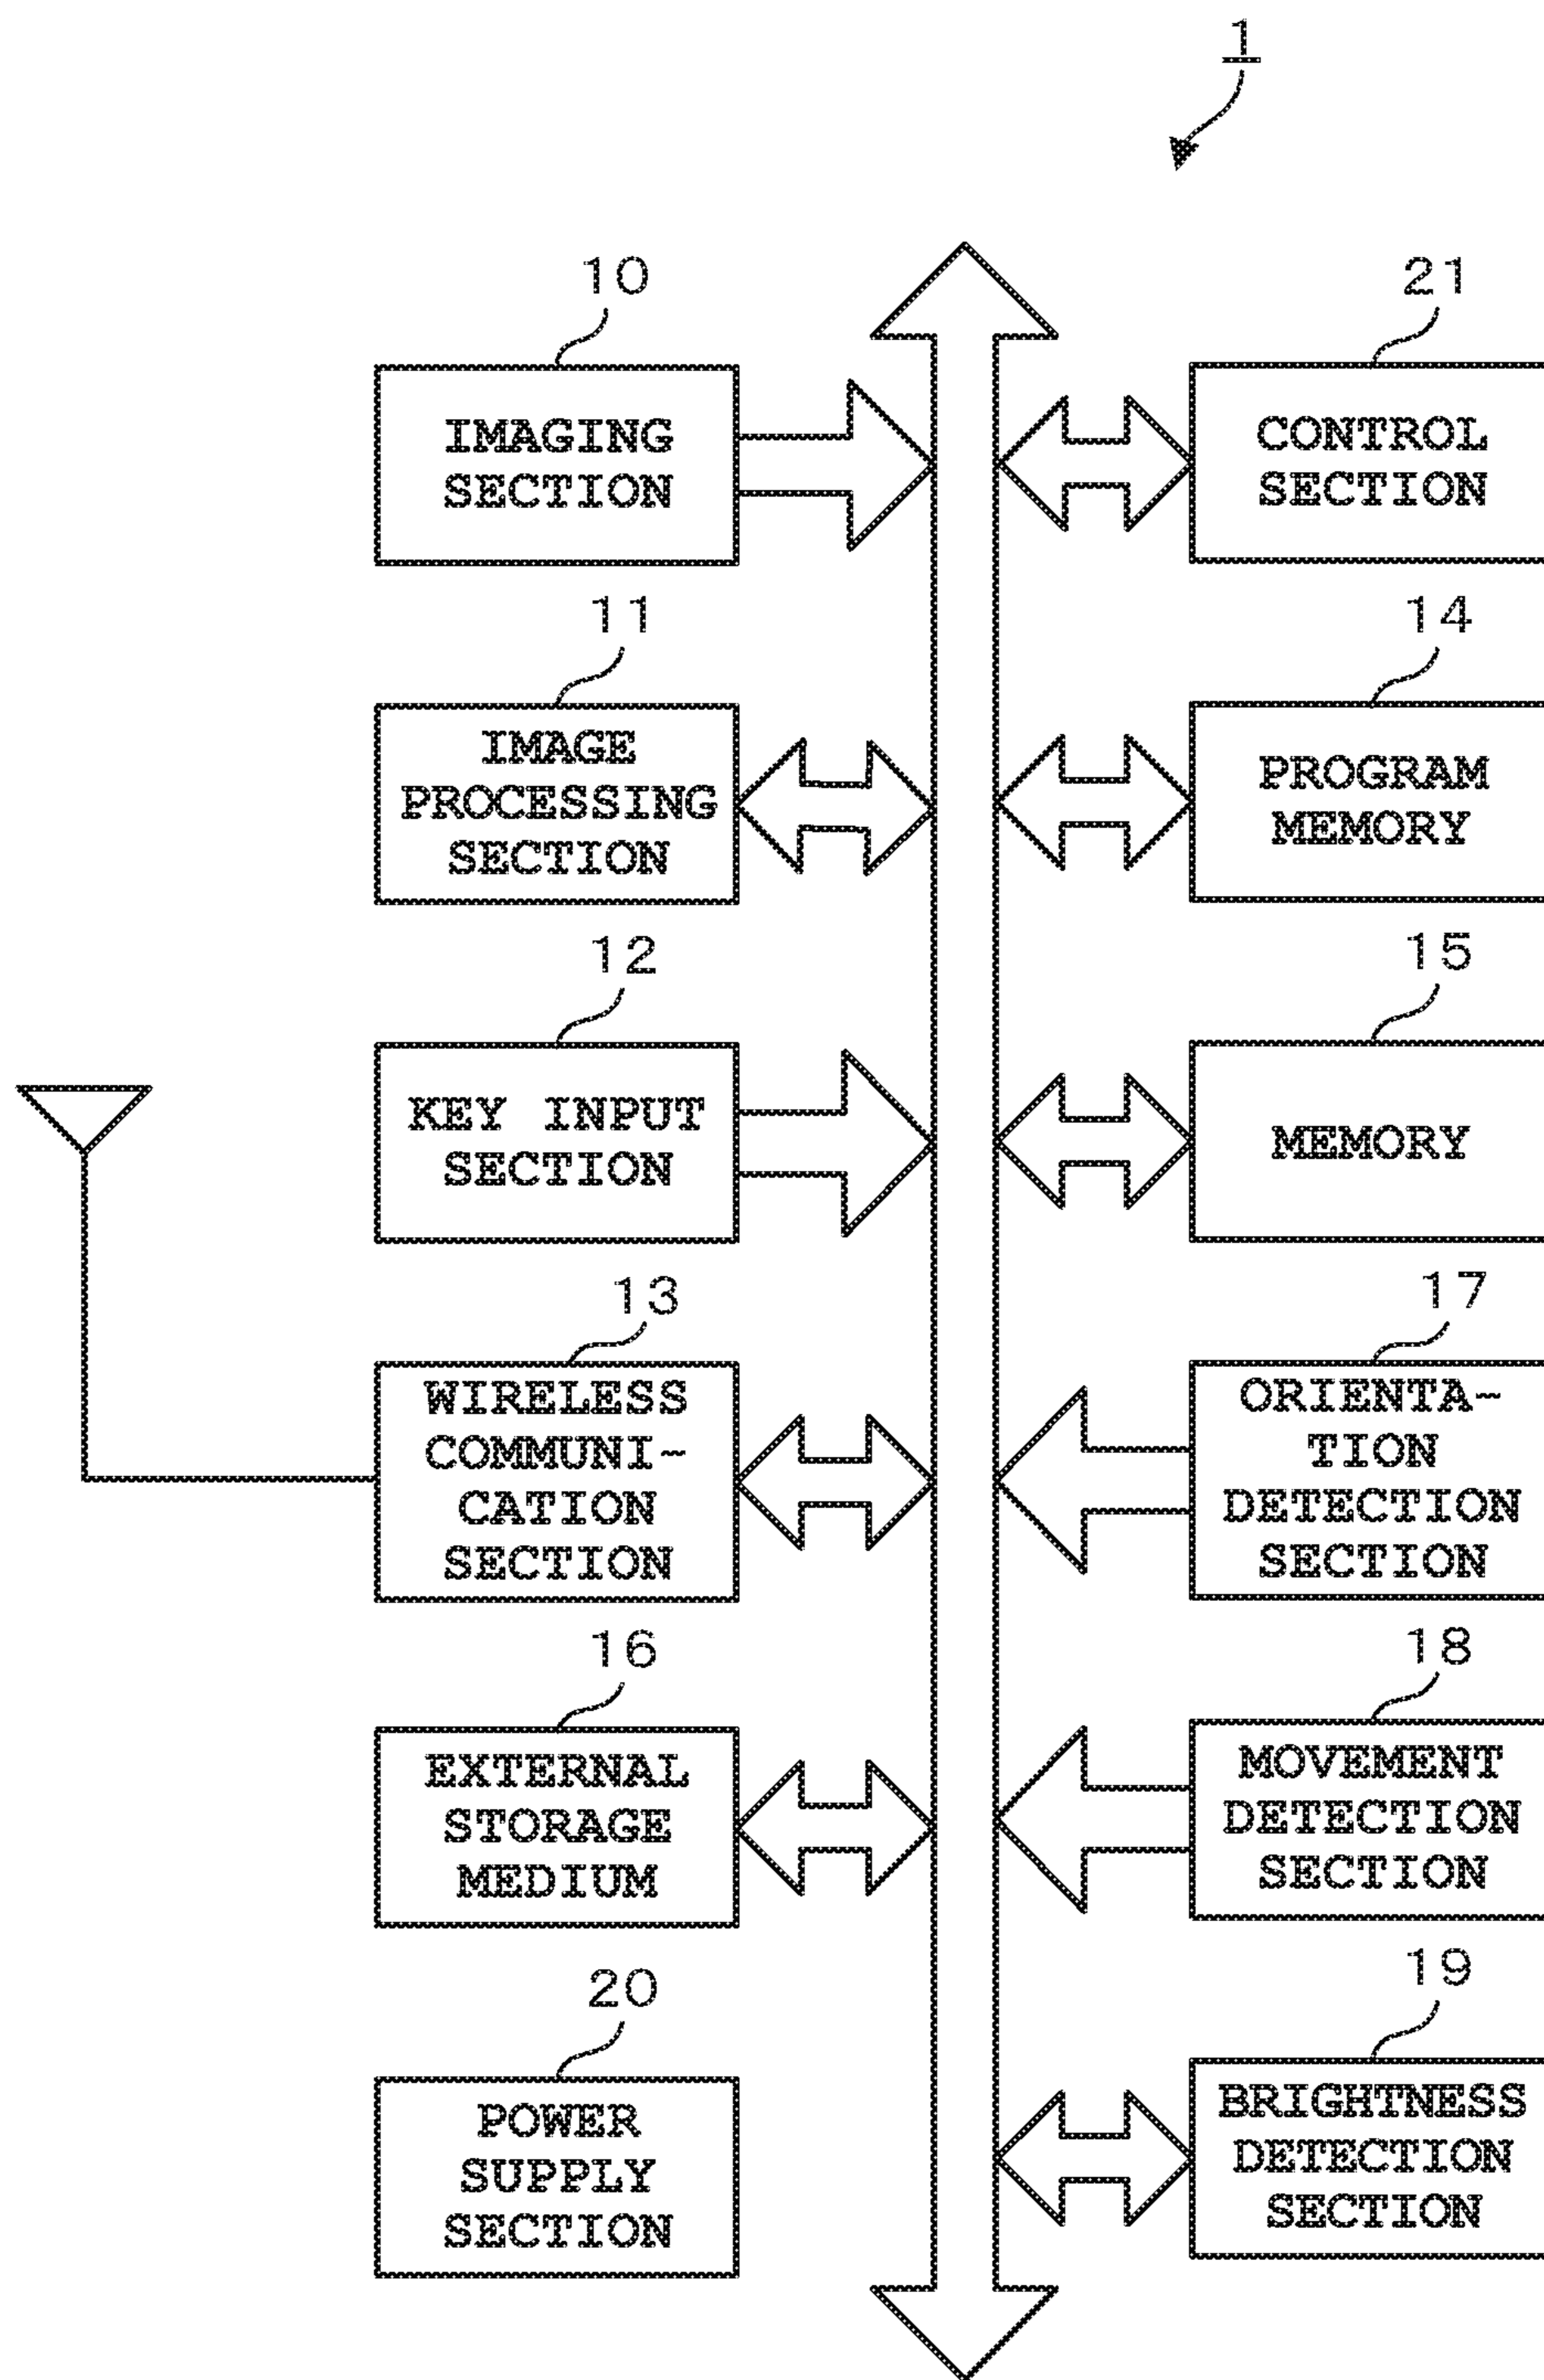 1
10
IMAGING
SECTION
21
CONTROL
SECTION
11
IMAGE
PROCESSING
SECTION
14
PROGRAM
MEMORY
12
KEY INPUT
SECTION
15
MEMORY
13
WIRELESS
COMMUNI-
CATION
SECTION
17
ORIENTA-
TION
DETECTION
SECTION
16
EXTERNAL
STORAGE
MEDIUM
18
MOVEMENT
DETECTION
SECTION
20
POWER
SUPPLY
SECTION
19
BRIGHTNESS
DETECTION
SECTION